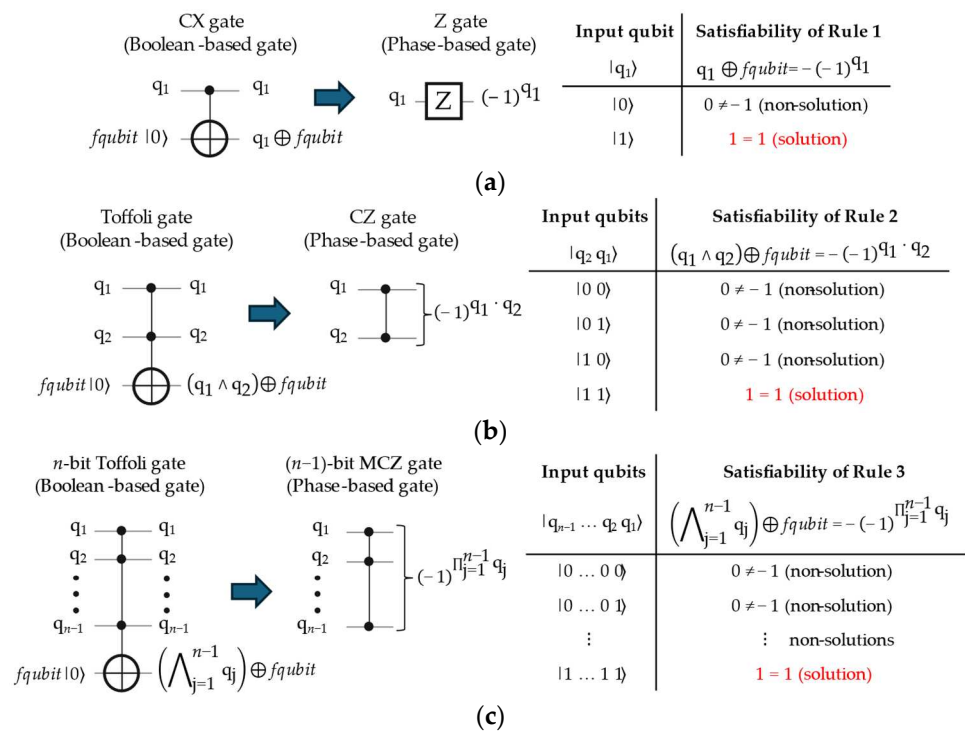 CX gate
(Boolean -based gate)
Z gate
(Phase-based gate)
q₁ q₁
fqubit |0⟩ q₁ ⊕ fqubit
q₁ Z (− 1)^q₁
Input qubit Satisfiability of Rule 1
|q₁⟩ q₁ ⊕ fqubit = − (− 1)^q₁
|0⟩ 0 ≠ − 1 (non-solution)
|1⟩ 1 = 1 (solution)
(a)
Toffoli gate
(Boolean -based gate)
CZ gate
(Phase-based gate)
q₁ q₁
q₂ q₂
fqubit |0⟩ (q₁ ∧ q₂) ⊕ fqubit
q₁
q₂
(− 1)^q₁ · q₂
Input qubits Satisfiability of Rule 2
|q₂ q₁⟩ (q₁ ∧ q₂) ⊕ fqubit = − (− 1)^q₁ · q₂
|0 0⟩ 0 ≠ − 1 (non-solution)
|0 1⟩ 0 ≠ − 1 (non-solution)
|1 0⟩ 0 ≠ − 1 (non-solution)
|1 1⟩ 1 = 1 (solution)
(b)
n-bit Toffoli gate
(Boolean -based gate)
(n−1)-bit MCZ gate
(Phase-based gate)
q₁ q₁
q₂ q₂
qₙ₋₁ qₙ₋₁
fqubit |0⟩ (⋀_{j=1}^{n−1} qⱼ) ⊕ fqubit
q₁
q₂
qₙ₋₁
(− 1)^{Π_{j=1}^{n−1} qⱼ}
Input qubits Satisfiability of Rule 3
|qₙ₋₁ … q₂ q₁⟩ (⋀_{j=1}^{n−1} qⱼ) ⊕ fqubit = − (− 1)^{Π_{j=1}^{n−1} qⱼ}
|0 … 0 0⟩ 0 ≠ − 1 (non-solution)
|0 … 0 1⟩ 0 ≠ − 1 (non-solution)
⋮ ⋮ non-solutions
|1 … 1 1⟩ 1 = 1 (solution)
(c)